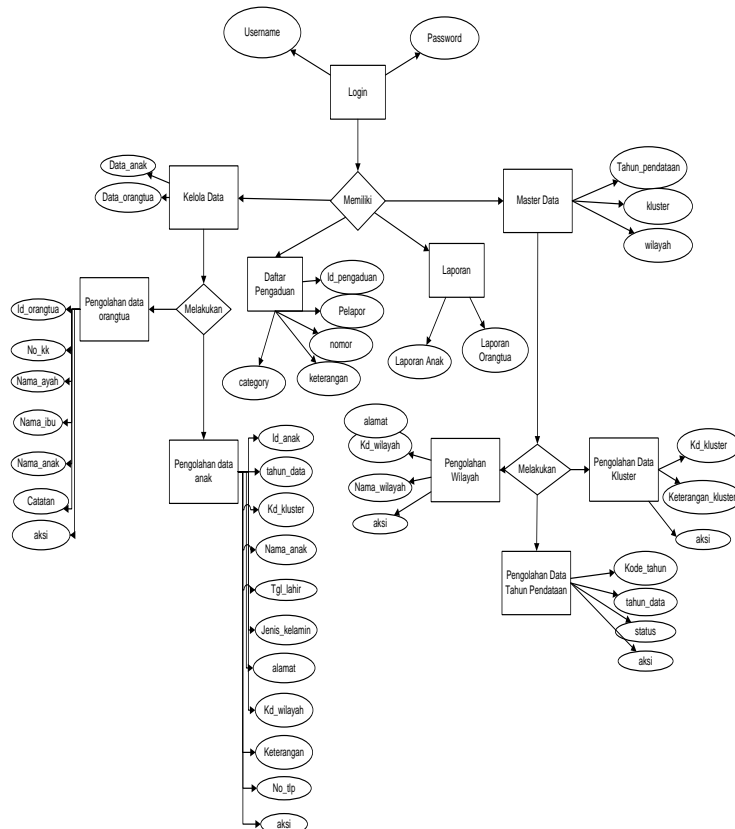 Username
Password
Login
Data_anak
Data_orangtua
Kelola Data
Memiliki
Master Data
Tahun_pendataan
kluster
wilayah
Daftar
Pengaduan
Id_pengaduan
Pelapor
nomor
keterangan
category
Laporan
Laporan Anak
Laporan
Orangtua
Id_orangtua
No_kk
Nama_ayah
Nama_ibu
Nama_anak
Catatan
aksi
Pengolahan data
orangtua
Melakukan
Pengolahan data
anak
Id_anak
tahun_data
Kd_kluster
Nama_anak
Tgl_lahir
Jenis_kelamin
alamat
Kd_wilayah
Keterangan
No_tlp
aksi
alamat
Kd_wilayah
Nama_wilayah
aksi
Pengolahan
Wilayah
Melakukan
Pengolahan Data
Kluster
Kd_kluster
Keterangan_kluster
aksi
Pengolahan Data
Tahun Pendataan
Kode_tahun
tahun_data
status
aksi